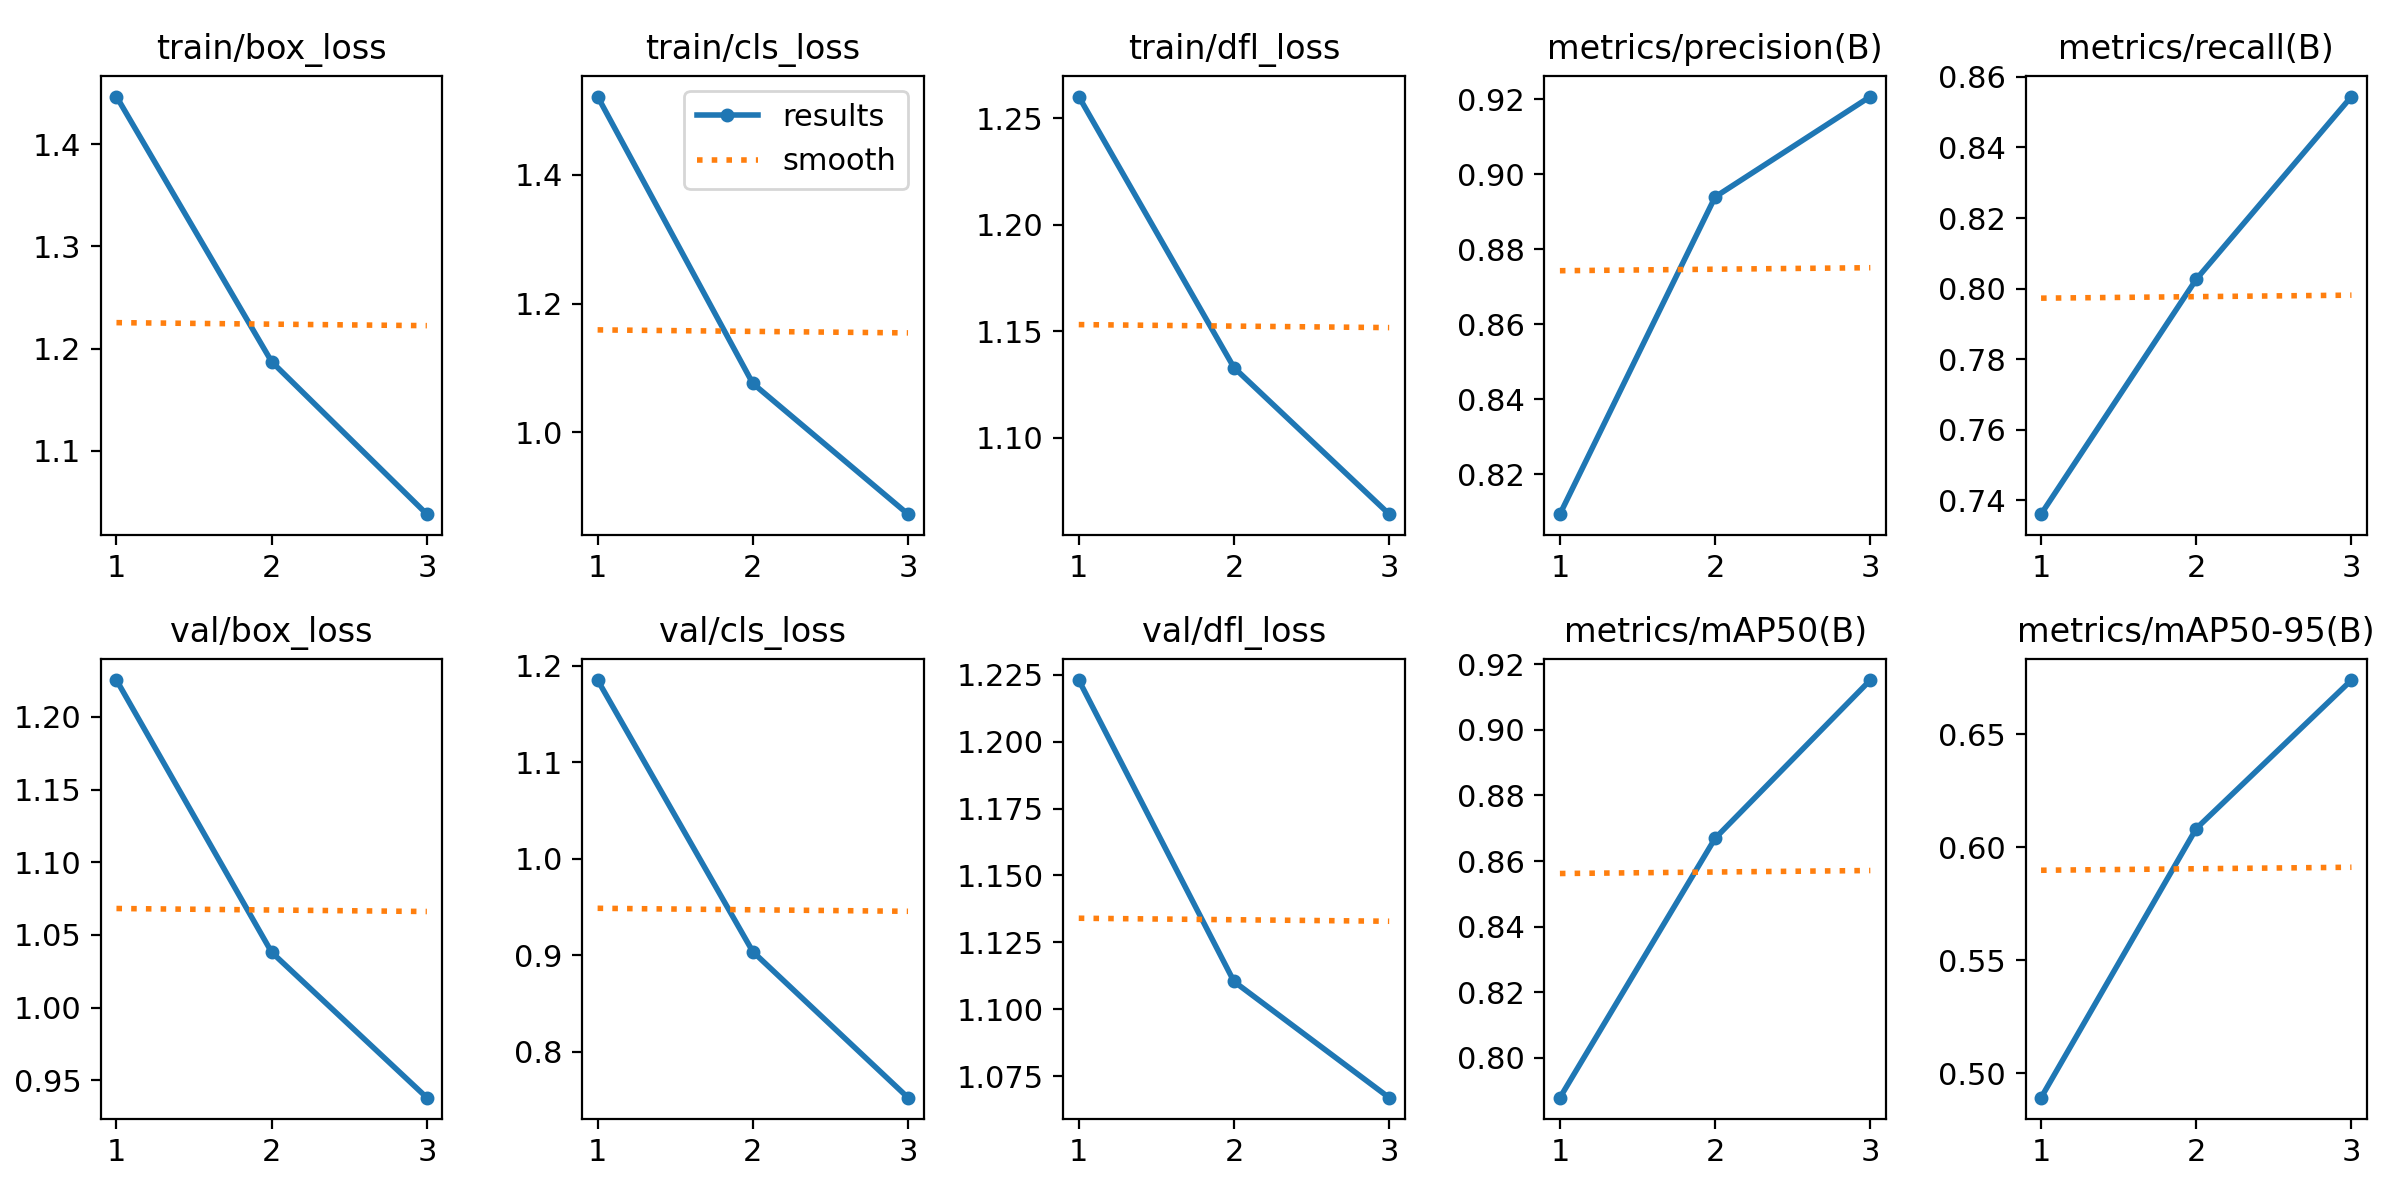 train/box_loss
1.4
1.3
1.2
1.1
1 2 3
train/cls_loss
results
smooth
1.4
1.2
1.0
1 2 3
train/dfl_loss
1.25
1.20
1.15
1.10
1 2 3
metrics/precision(B)
0.92
0.90
0.88
0.86
0.84
0.82
1 2 3
metrics/recall(B)
0.86
0.84
0.82
0.80
0.78
0.76
0.74
1 2 3
val/box_loss
1.20
1.15
1.10
1.05
1.00
0.95
1 2 3
val/cls_loss
1.2
1.1
1.0
0.9
0.8
1 2 3
val/dfl_loss
1.225
1.200
1.175
1.150
1.125
1.100
1.075
1 2 3
metrics/mAP50(B)
0.92
0.90
0.88
0.86
0.84
0.82
0.80
1 2 3
metrics/mAP50-95(B)
0.65
0.60
0.55
0.50
1 2 3